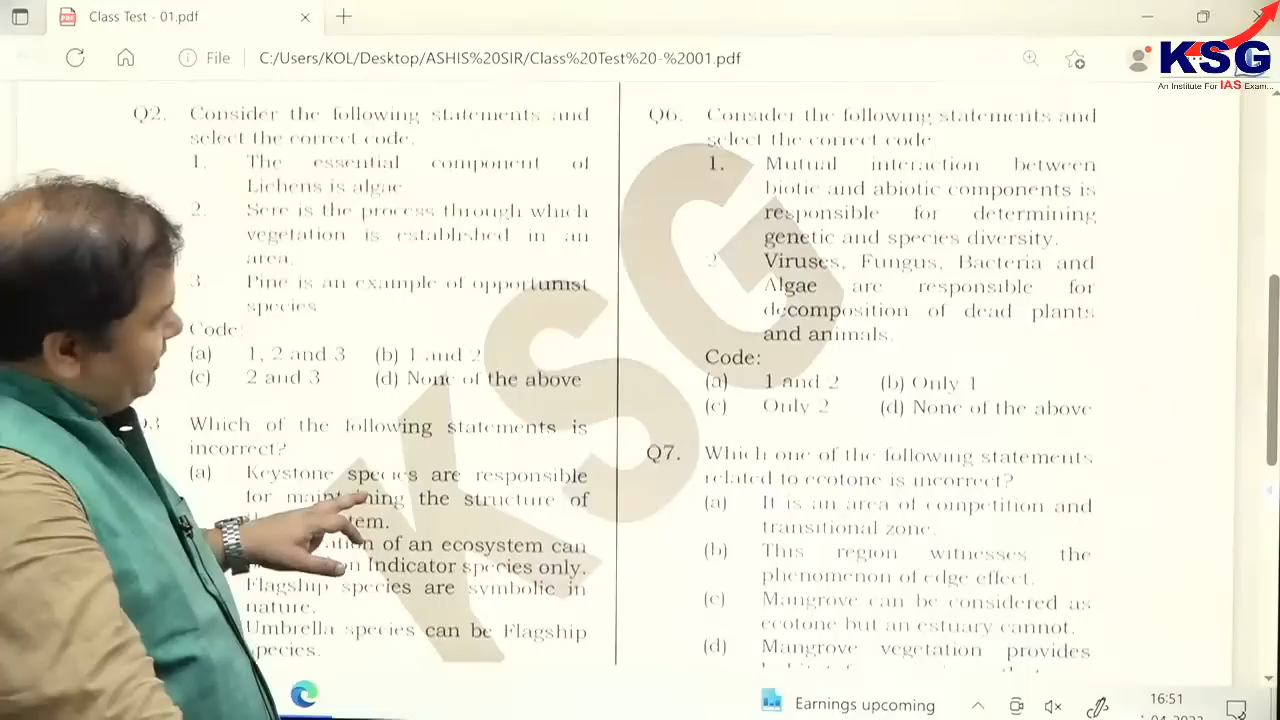 Class Test - 01.pdf
File
C:/Users/KOL/Desktop/ASHIS%20SIR/Class%20Test%20-%2001.pdf
KSG
An Institute For IAS Exam...
Q2. Consider the following statements and
select the correct code.
1. The essential component of
Lichens is algae
2. Sere is the process through which
vegetation is established in an
area.
3. Pine is an example of opportunist
species
Code:
(a) 1, 2 and 3 (b) 1 and 2
(c) 2 and 3 (d) None of the above
Which of the following statements is
incorrect?
(a) Keystone species are responsible
for the structure of
of an ecosystem can
Indicator species only.
Flagship species are symbolic in
nature.
Umbrella species can be Flagship
species.
Q6. Consider the following statements and
select the correct code
1. Mutual interaction between
biotic and abiotic components is
responsible for determining
genetic and species diversity.
2 Viruses, Fungus, Bacteria and
Algae are responsible for
decomposition of dead plants
and animals.
Code:
(a) 1 and 2 (b) Only 1
(c) Only 2 (d) None of the above
Q7. Which one of the following statements
related to ecotone is incorrect?
(a) It is an area of competition and
transitional zone.
(b) This region witnesses the
phenomenon of edge effect.
(c) Mangrove can be considered as
ecotone but an estuary cannot.
(d) Mangrove vegetation provides
KSG
Earnings upcoming
16:51